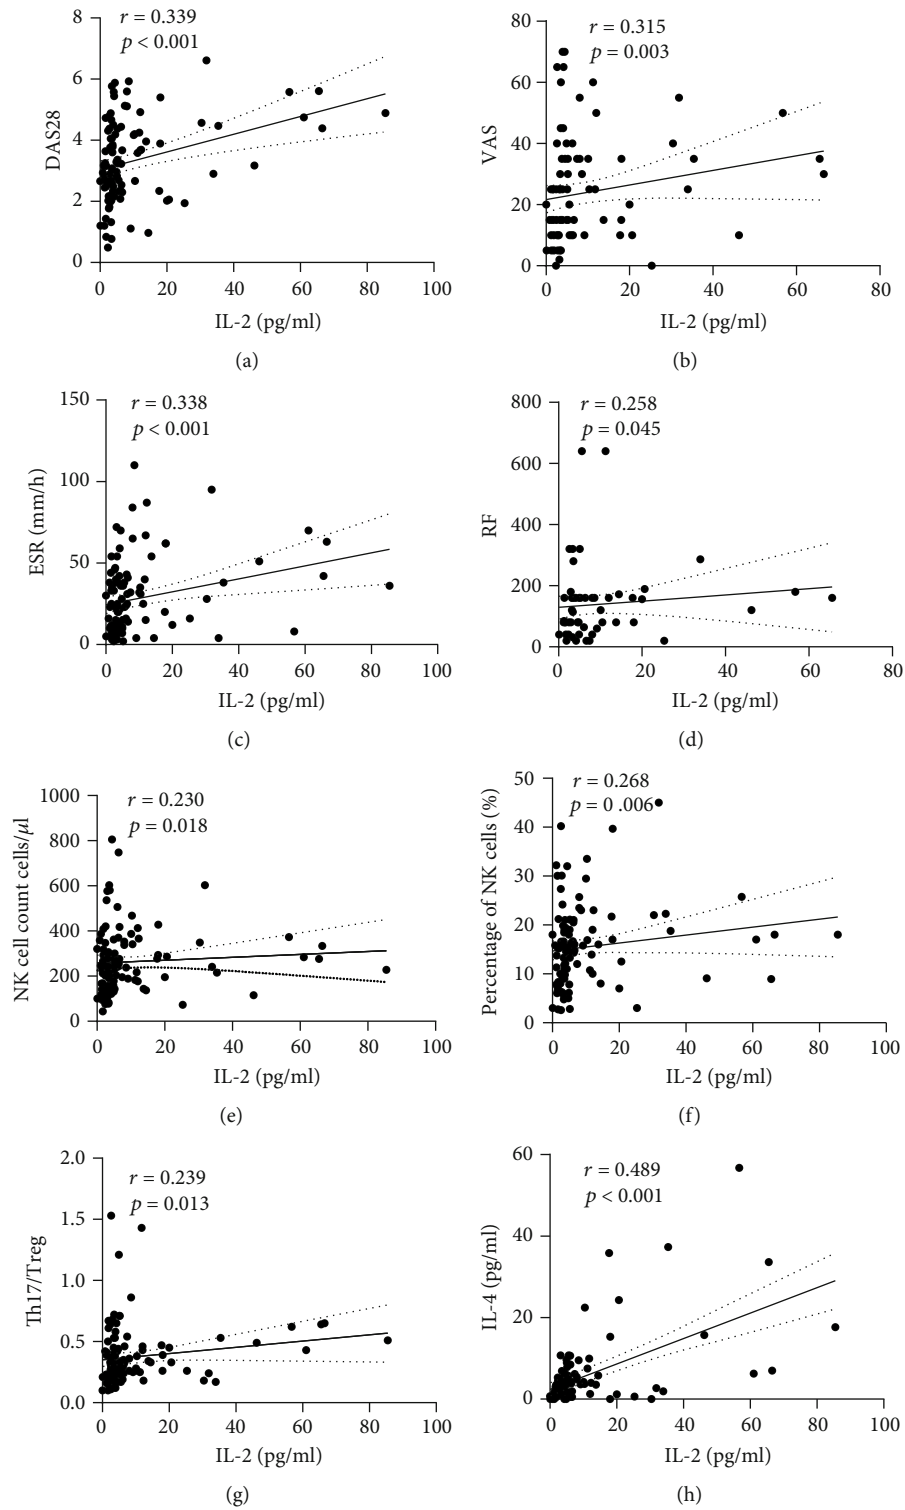 r = 0.339
p < 0.001
8
6
4
2
0
DAS28
0 20 40 60 80 100
IL-2 (pg/ml)
(a)
r = 0.315
p = 0.003
80
60
40
20
0
VAS
0 20 40 60 80
IL-2 (pg/ml)
(b)
r = 0.338
p < 0.001
150
100
50
0
ESR (mm/h)
0 20 40 60 80 100
IL-2 (pg/ml)
(c)
r = 0.258
p = 0.045
800
600
400
200
0
RF
0 20 40 60 80
IL-2 (pg/ml)
(d)
r = 0.230
p = 0.018
1000
800
600
400
200
0
NK cell count cells/μl
0 20 40 60 80 100
IL-2 (pg/ml)
(e)
r = 0.268
p = 0 .006
50
40
30
20
10
0
Percentage of NK cells (%)
0 20 40 60 80 100
IL-2 (pg/ml)
(f)
r = 0.239
p = 0.013
2.0
1.5
1.0
0.5
0.0
Th17/Treg
0 20 40 60 80 100
IL-2 (pg/ml)
(g)
r = 0.489
p < 0.001
60
40
20
0
IL-4 (pg/ml)
0 20 40 60 80 100
IL-2 (pg/ml)
(h)